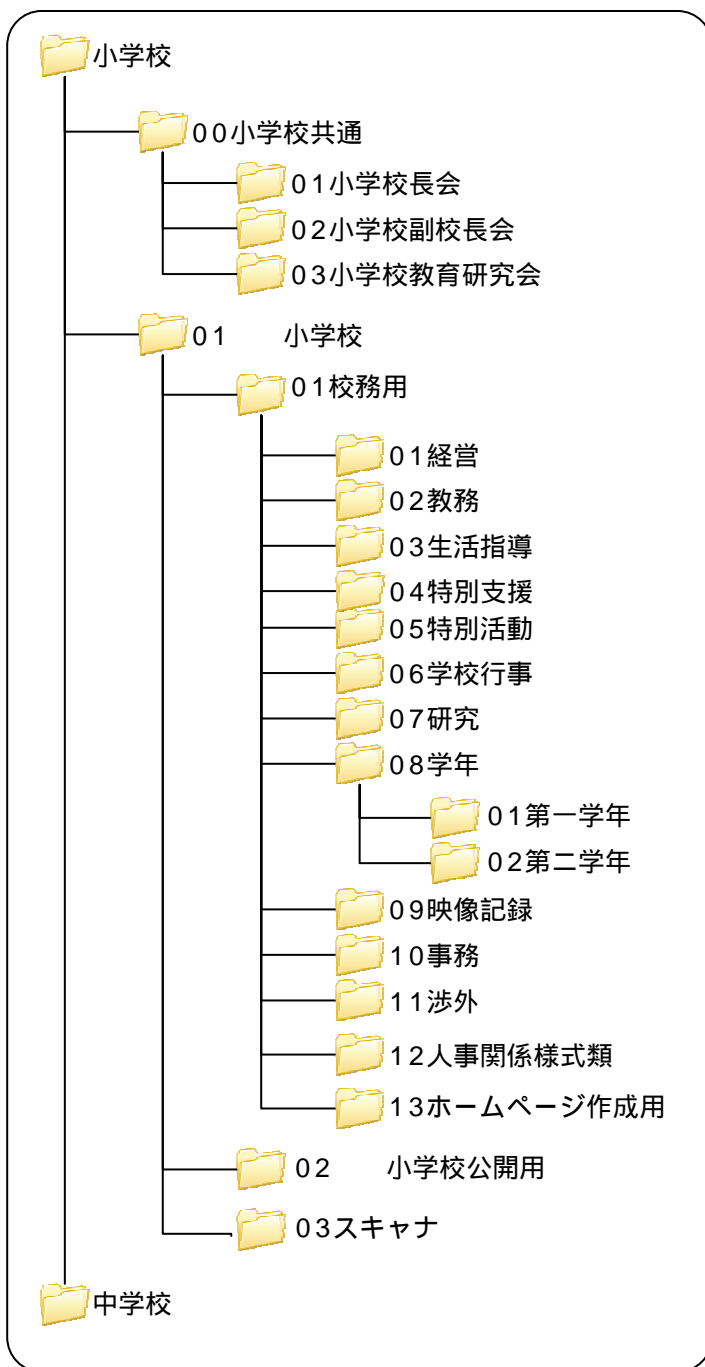 小学校
00小学校共通
01小学校長会
02小学校副校長会
03小学校教育研究会
01　　小学校
01校務用
01経営
02教務
03生活指導
04特別支援
05特別活動
06学校行事
07研究
08学年
01第一学年
02第二学年
09映像記録
10事務
11渉外
12人事関係様式類
13ホームページ作成用
02　　小学校公開用
03スキャナ
中学校